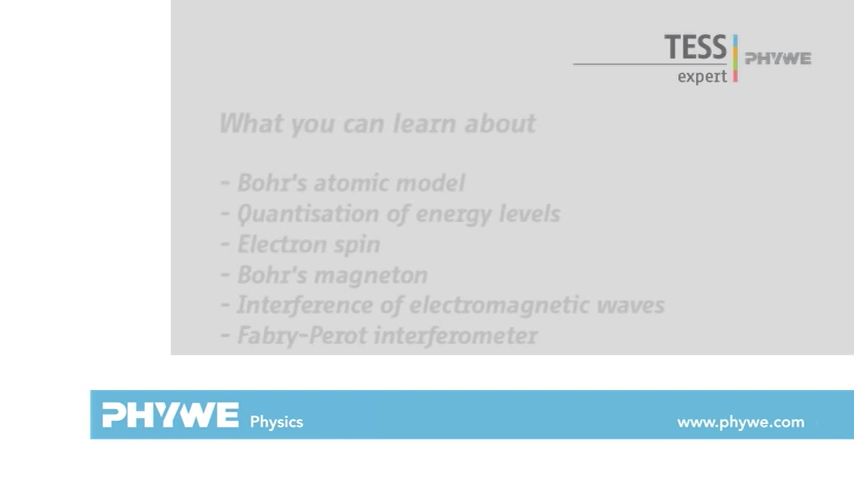 TESS
expert
PHYWE
What you can learn about
- Bohr's atomic model
- Quantisation of energy levels
- Electron spin
- Bohr's magneton
- Interference of electromagnetic waves
- Fabry-Perot interferometer
PHYWE Physics
www.phywe.com